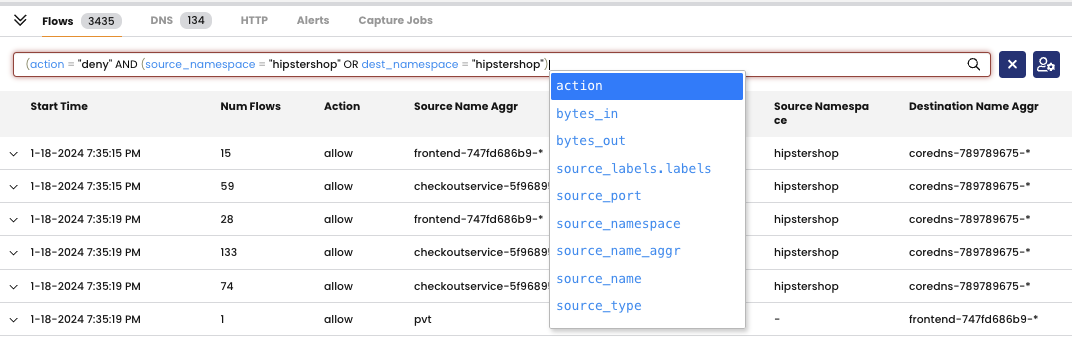 Flows 3435 DNS 134 HTTP Alerts Capture Jobs
(action = "deny" AND (source_namespace = "hipstershop" OR dest_namespace = "hipstershop")
Start Time Num Flows Action Source Name Aggr Source Namespa Destination Name Aggr
ce
1-18-2024 7:35:15 PM 15 allow frontend-747fd686b9-* hipstershop coredns-789789675-*
1-18-2024 7:35:15 PM 59 allow checkoutservice-5f9689 hipstershop coredns-789789675-*
1-18-2024 7:35:19 PM 28 allow frontend-747fd686b9-* hipstershop coredns-789789675-*
1-18-2024 7:35:19 PM 133 allow checkoutservice-5f9689 hipstershop coredns-789789675-*
1-18-2024 7:35:19 PM 74 allow checkoutservice-5f9689 hipstershop coredns-789789675-*
1-18-2024 7:35:19 PM 1 allow pvt - frontend-747fd686b9-*
action
bytes_in
bytes_out
source_labels.labels
source_port
source_namespace
source_name_aggr
source_name
source_type